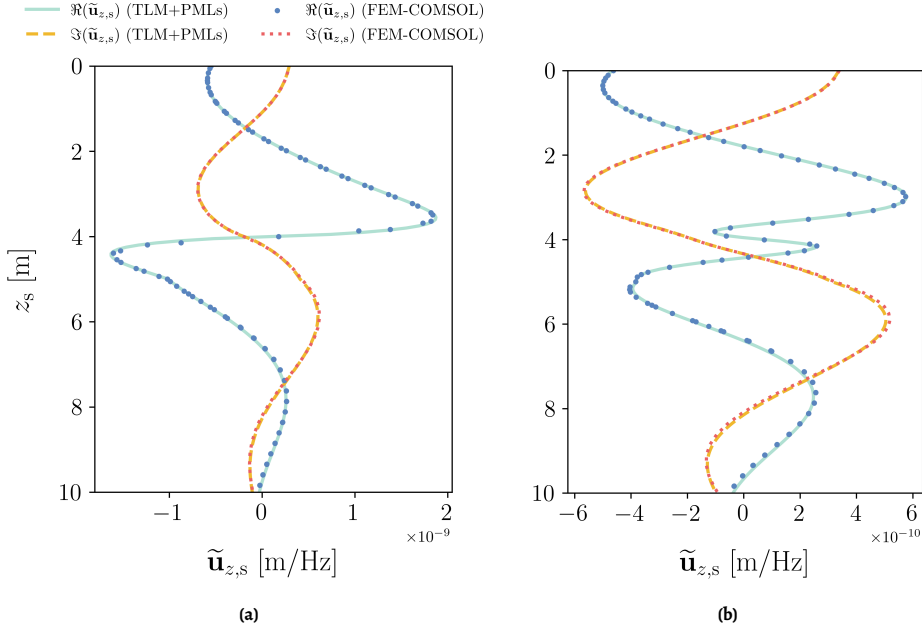 ℜ(ũ_{z,s}) (TLM+PMLs) ℜ(ũ_{z,s}) (FEM-COMSOL)
ℑ(ũ_{z,s}) (TLM+PMLs) ℑ(ũ_{z,s}) (FEM-COMSOL)
z_s [m]
0
2
4
6
8
10
−1 0 1 2
×10⁻⁹
ũ_{z,s} [m/Hz]
(a)
0
2
4
6
8
10
−6 −4 −2 0 2 4 6
×10⁻¹⁰
ũ_{z,s} [m/Hz]
(b)